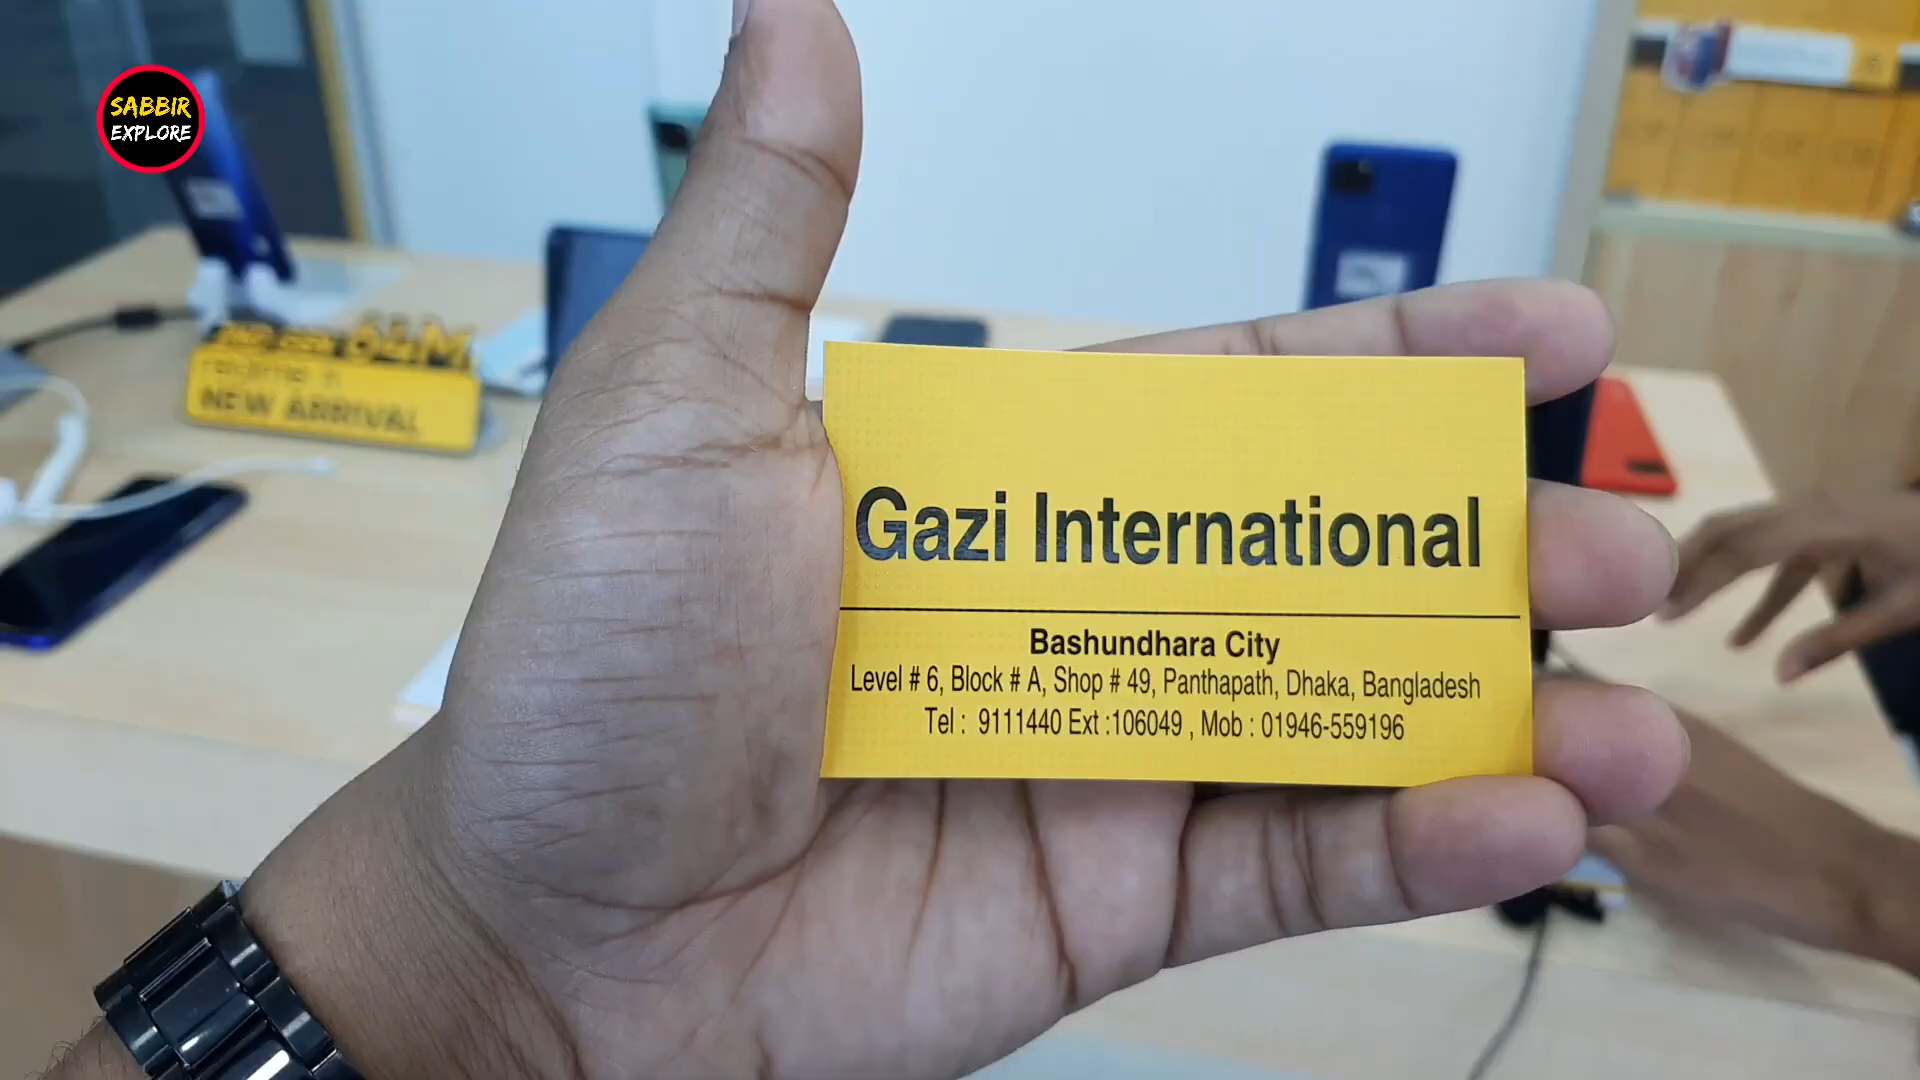 SABBIR
EXPLORE
64M
NEW ARRIVAL
Gazi International
Bashundhara City
Level # 6, Block # A, Shop # 49, Panthapath, Dhaka, Bangladesh
Tel : 9111440 Ext :106049 , Mob : 01946-559196